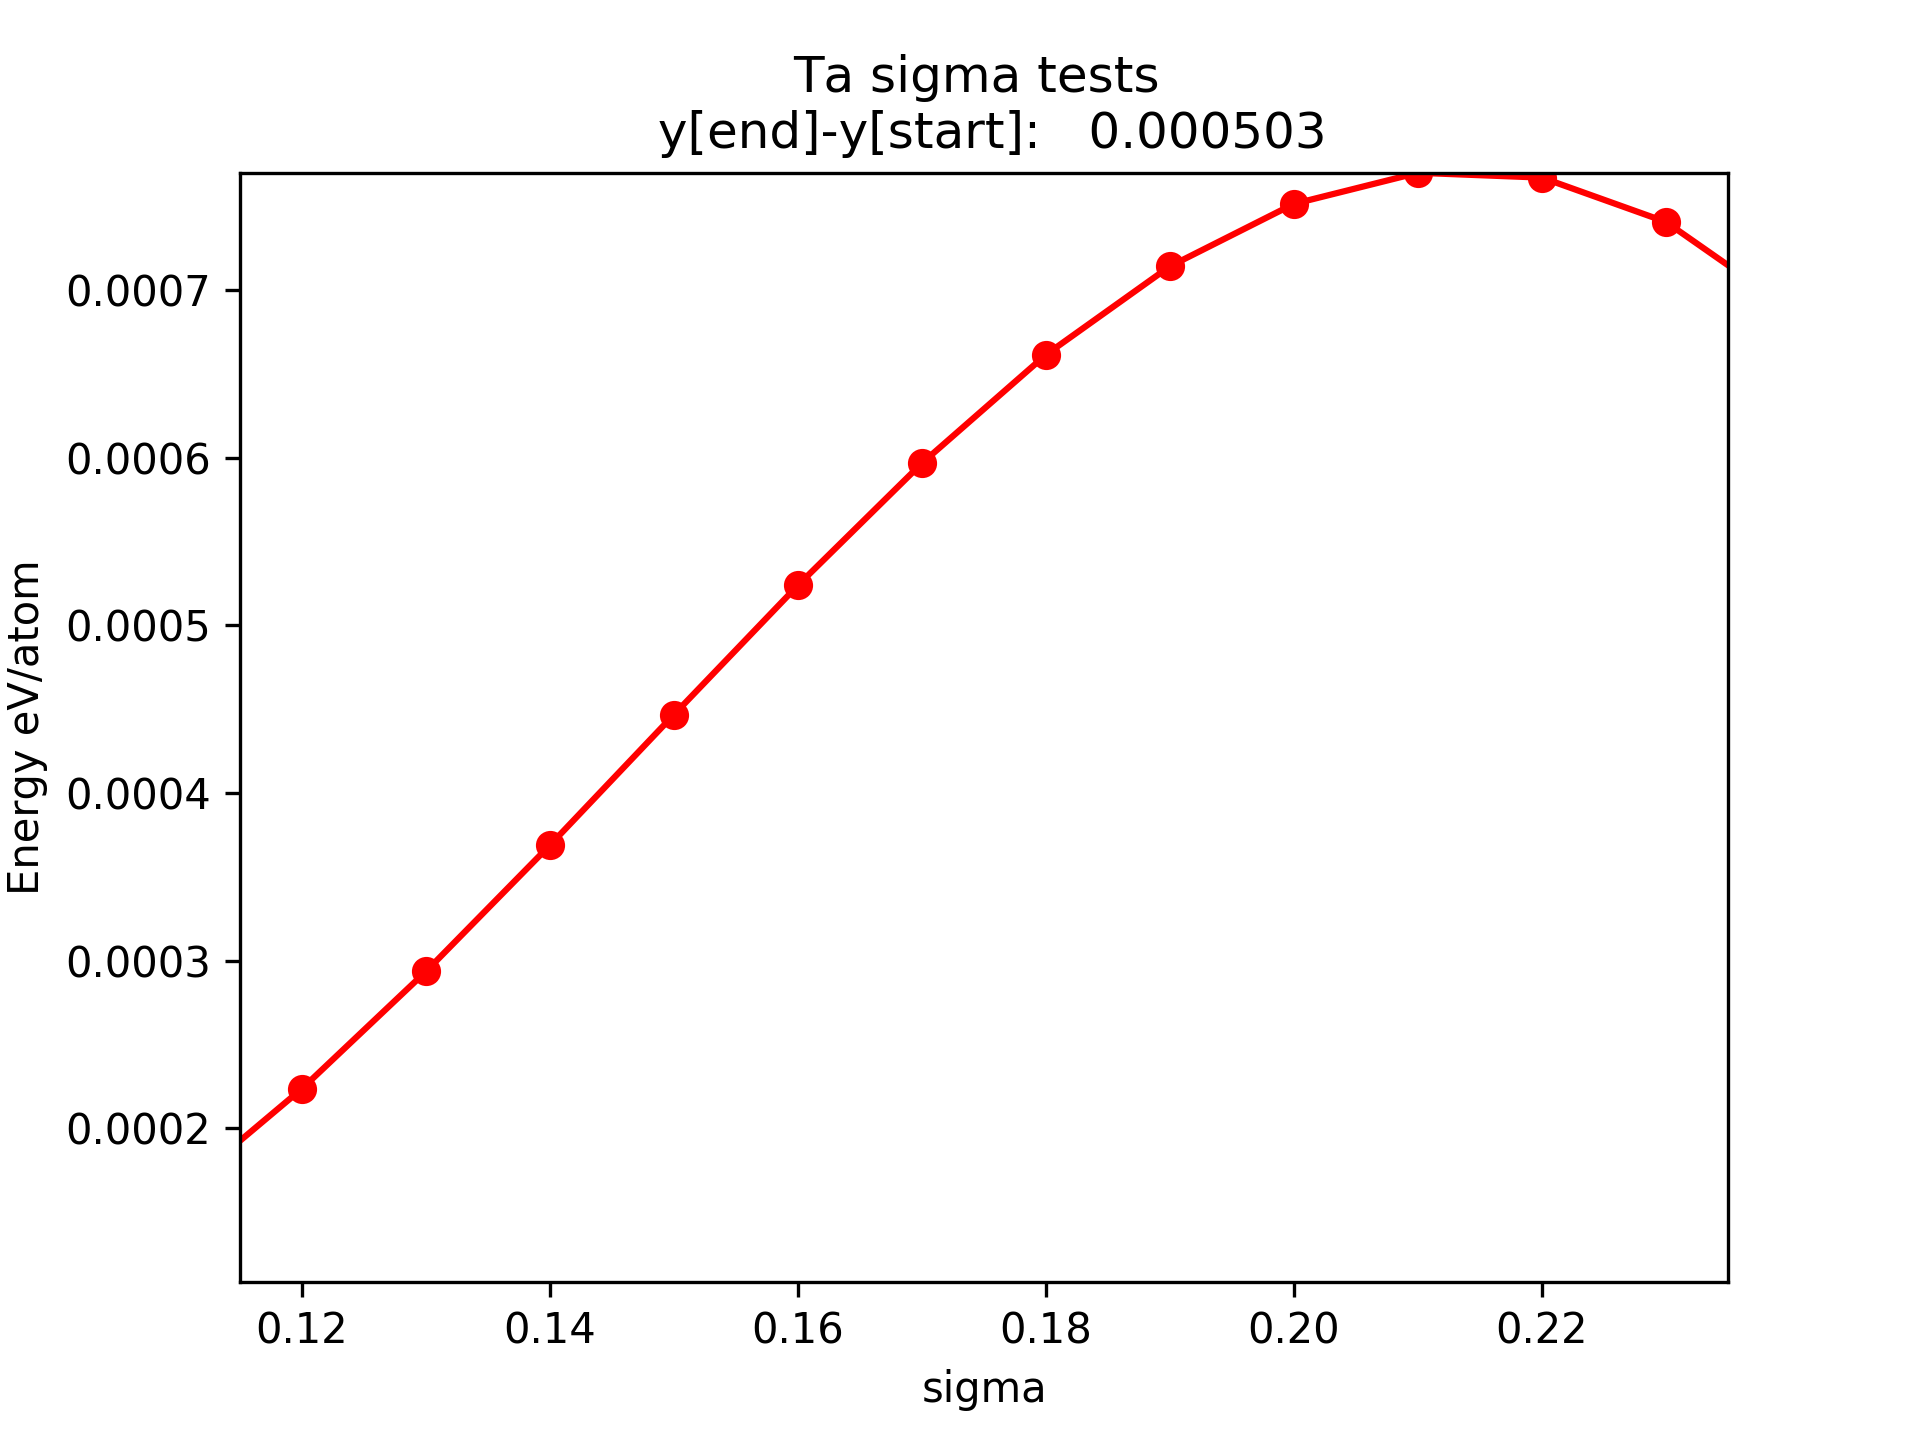 Ta sigma tests
y[end]-y[start]:   0.000503
0.0007
0.0006
0.0005
0.0004
0.0003
0.0002
Energy eV/atom
0.12 0.14 0.16 0.18 0.20 0.22
sigma